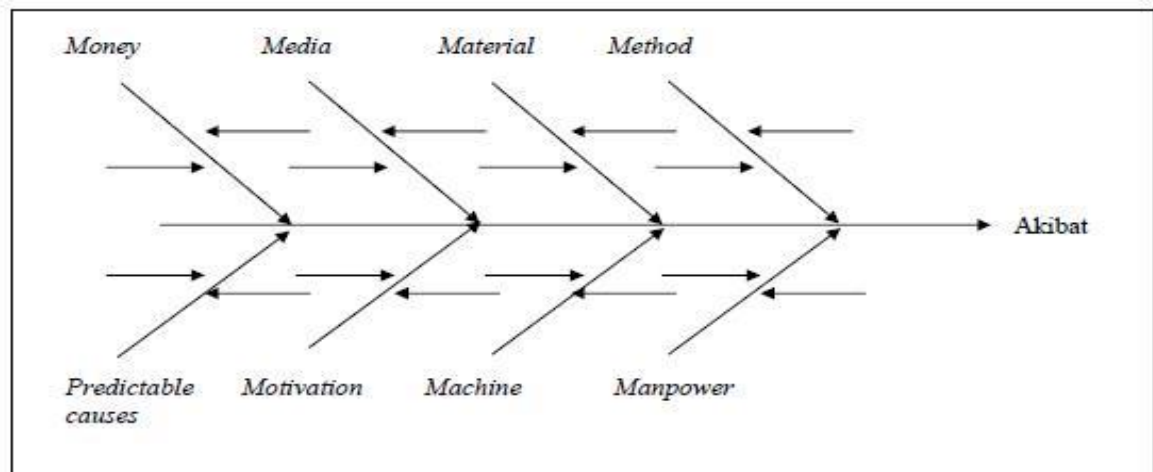 Money
Media
Material
Method
Akibat
Predictable
causes
Motivation
Machine
Manpower